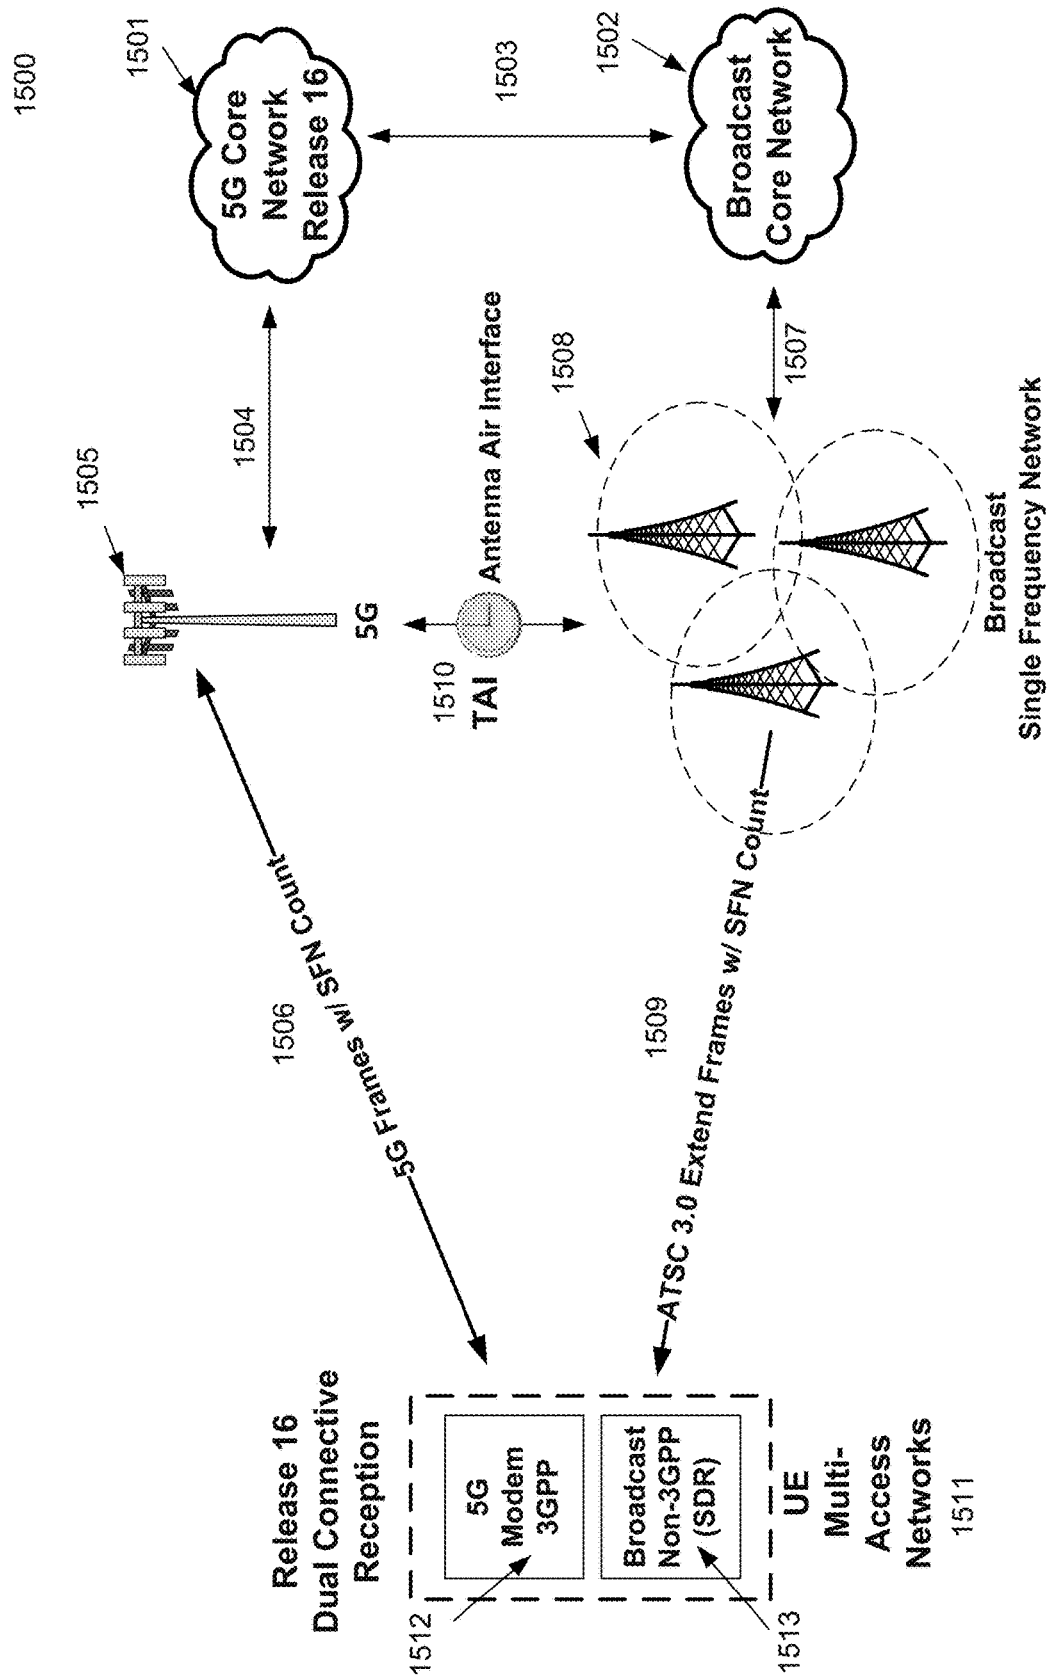 1500
Release 16
Dual Connective
Reception
1512
5G
Modem
3GPP
Broadcast
Non-3GPP
(SDR)
1513
UE
Multi-
Access
Networks
1511
1506
5G Frames w/ SFN Count
1509
ATSC 3.0 Extend Frames w/ SFN Count
1505
5G
1510
TAI
Antenna Air Interface
1508
Broadcast
Single Frequency Network
1504
1507
1501
5G Core
Network
Release 16
1503
1502
Broadcast
Core Network